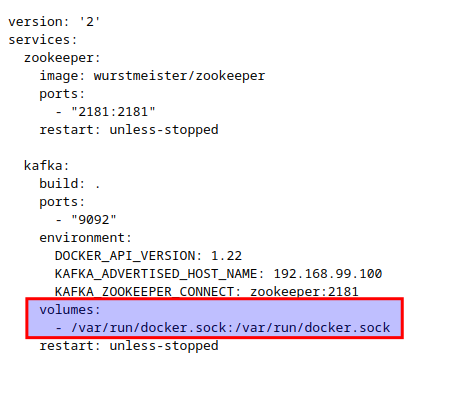 version: '2'
services:
  zookeeper:
    image: wurstmeister/zookeeper
    ports:
      - "2181:2181"
    restart: unless-stopped

  kafka:
    build: .
    ports:
      - "9092"
    environment:
      DOCKER_API_VERSION: 1.22
      KAFKA_ADVERTISED_HOST_NAME: 192.168.99.100
      KAFKA_ZOOKEEPER_CONNECT: zookeeper:2181
    volumes:
      - /var/run/docker.sock:/var/run/docker.sock
    restart: unless-stopped